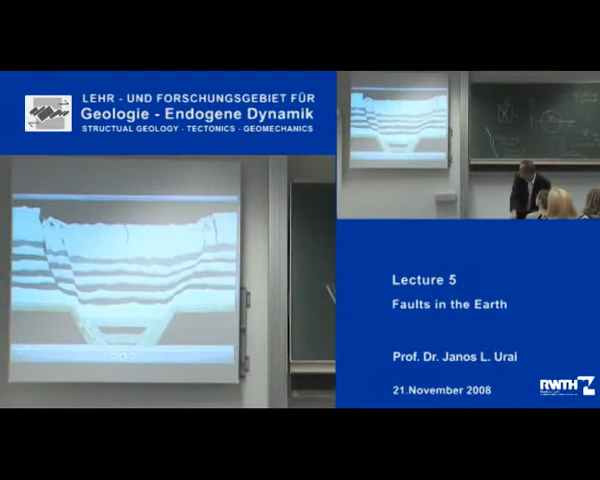 LEHR - UND FORSCHUNGSGEBIET FÜR
Geologie - Endogene Dynamik
STRUCTUAL GEOLOGY - TECTONICS - GEOMECHANICS
Lecture 5
Faults in the Earth
Prof. Dr. Janos L. Urai
21.November 2008
RWTH